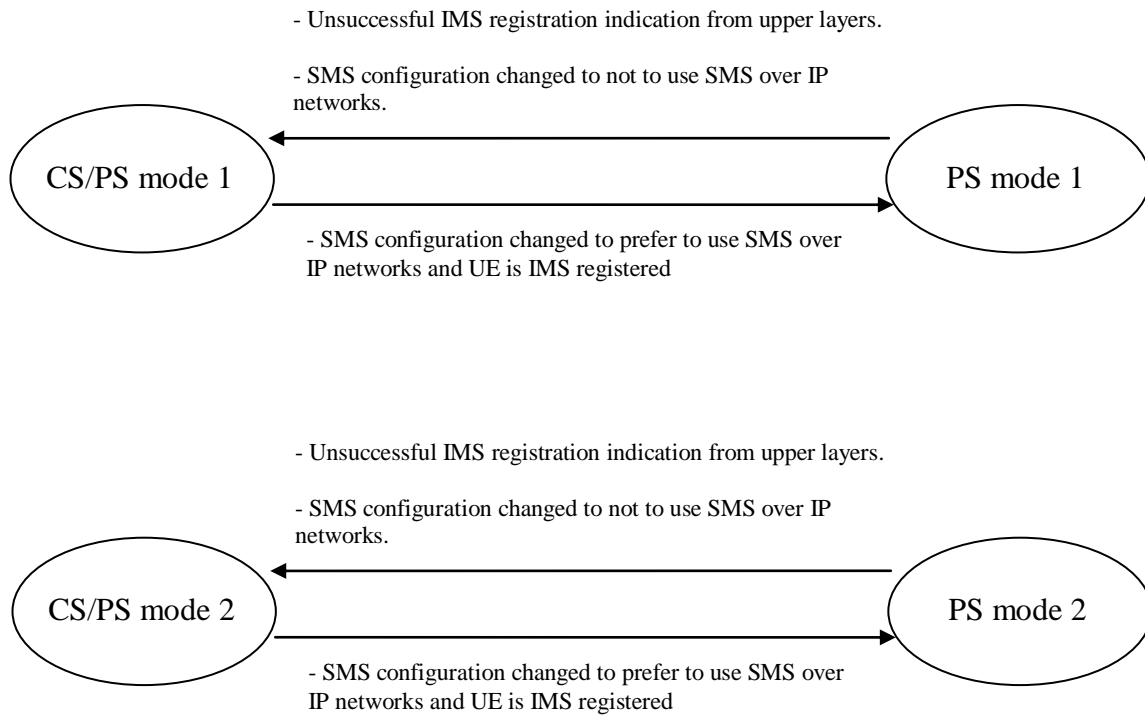 - Unsuccessful IMS registration indication from upper layers.
- SMS configuration changed to not to use SMS over IP
networks.
CS/PS mode 1
PS mode 1
- SMS configuration changed to prefer to use SMS over
IP networks and UE is IMS registered
- Unsuccessful IMS registration indication from upper layers.
- SMS configuration changed to not to use SMS over IP
networks.
CS/PS mode 2
PS mode 2
- SMS configuration changed to prefer to use SMS over
IP networks and UE is IMS registered